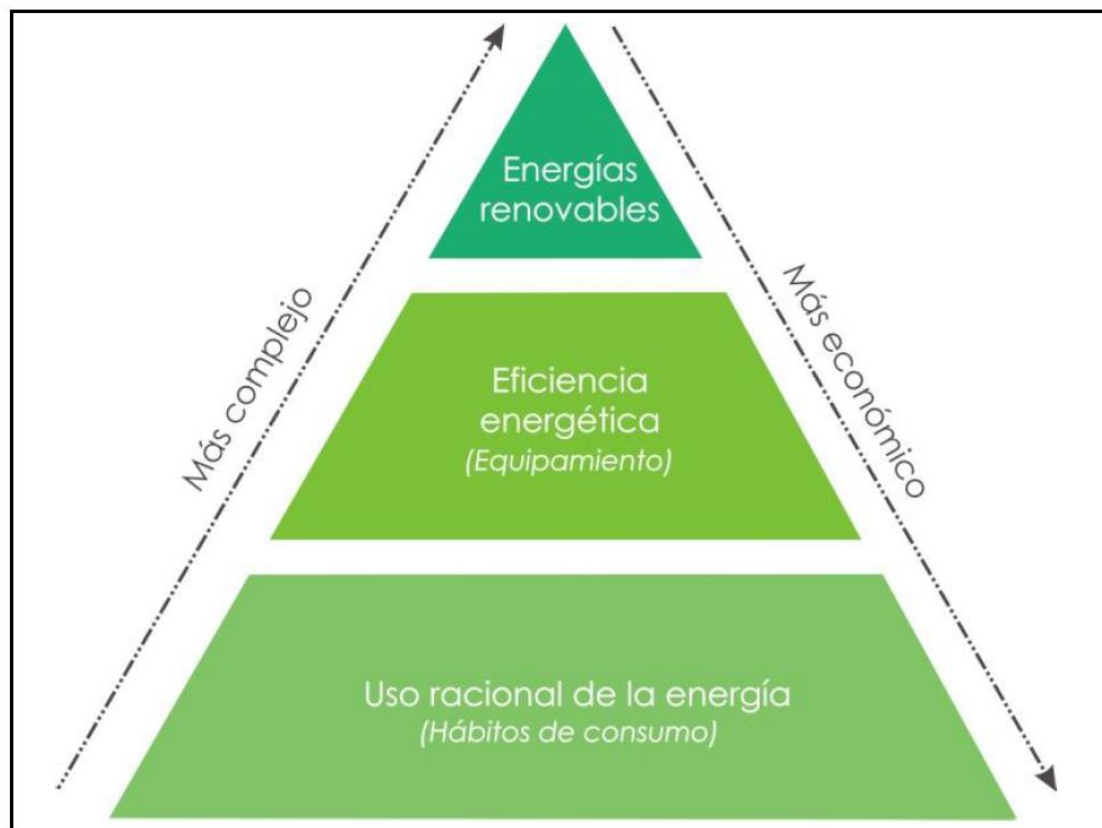 Energías
renovables
Más complejo
Más económico
Eficiencia
energética
(Equipamiento)
Uso racional de la energía
(Hábitos de consumo)